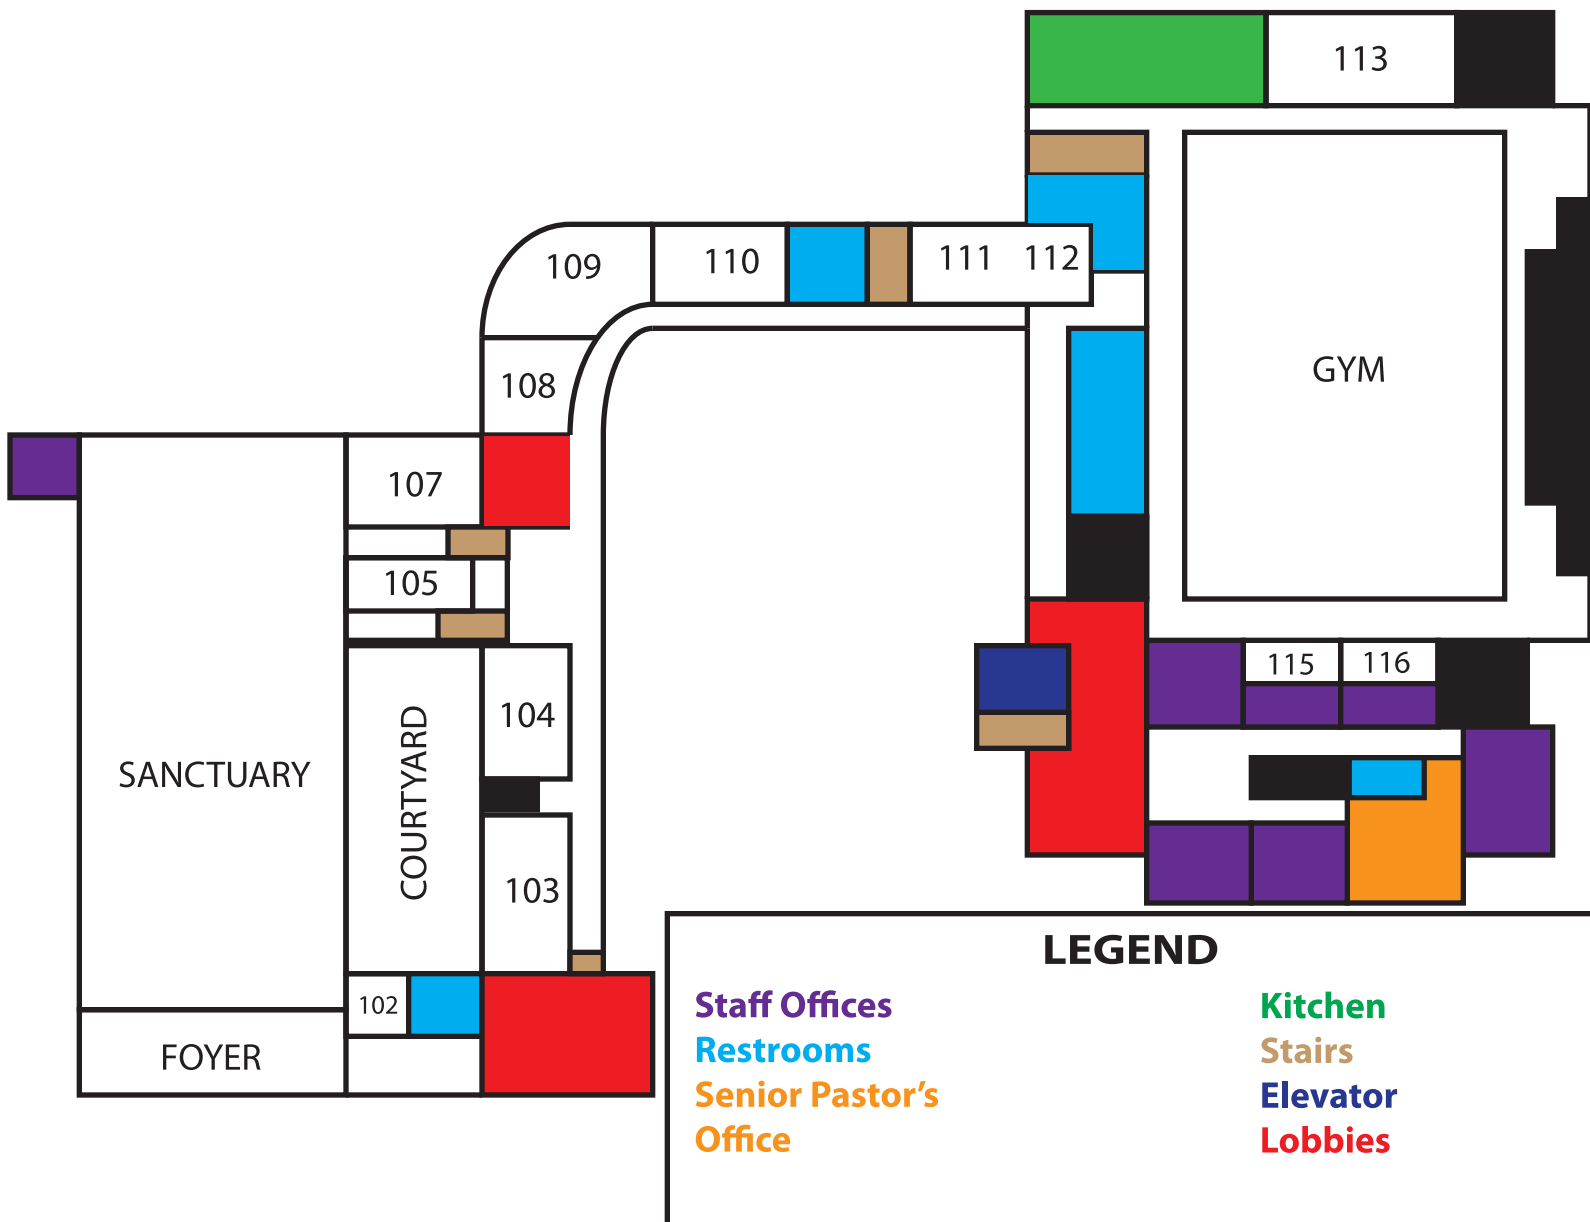 113
109
110
111
112
GYM
108
107
105
104
115
116
SANCTUARY
COURTYARD
103
102
FOYER
LEGEND
Staff Offices
Restrooms
Senior Pastor's
Office
Kitchen
Stairs
Elevator
Lobbies